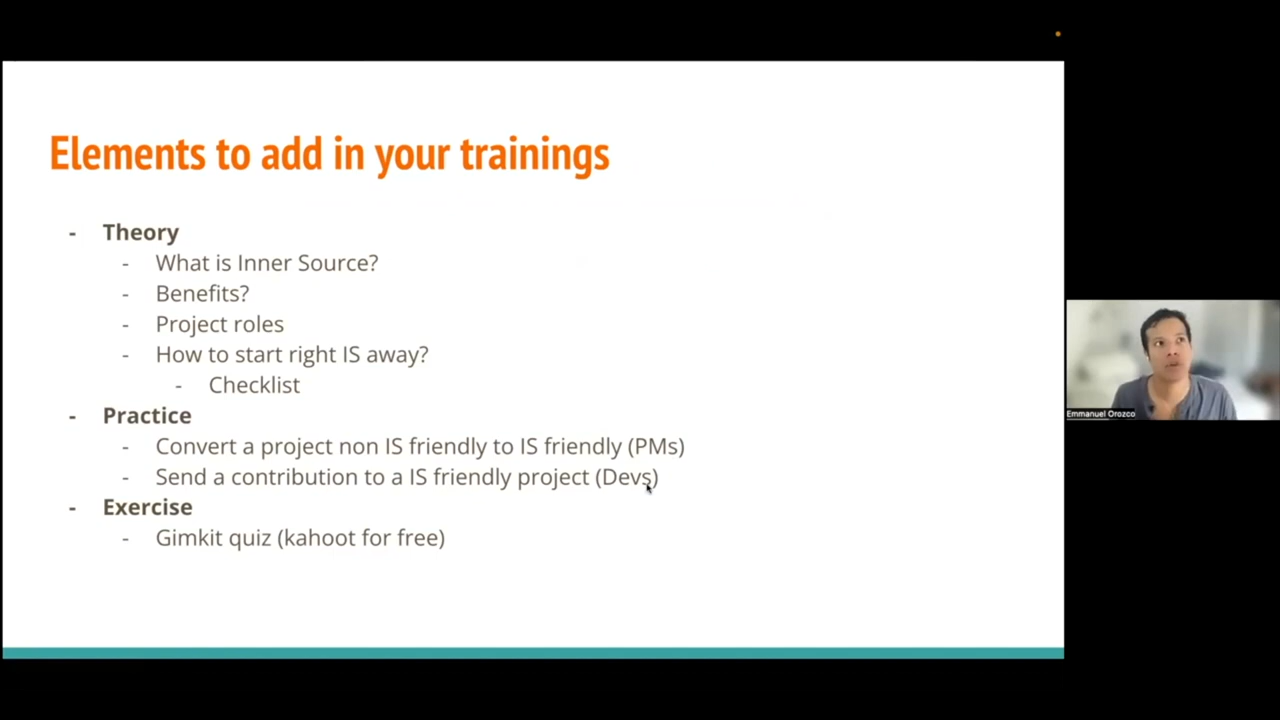 Elements to add in your trainings
- Theory
- What is Inner Source?
- Benefits?
- Project roles
- How to start right IS away?
- Checklist
- Practice
- Convert a project non IS friendly to IS friendly (PMs)
- Send a contribution to a IS friendly project (Devs)
- Exercise
- Gimkit quiz (kahoot for free)
Emmanuel Orozco